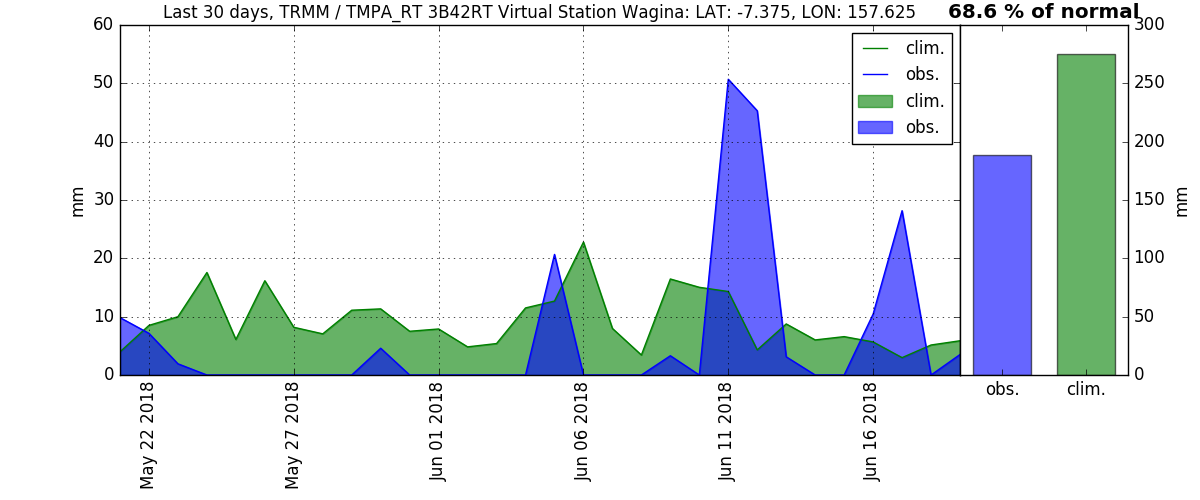 Last 30 days, TRMM / TMPA_RT 3B42RT Virtual Station Wagina: LAT: -7.375, LON: 157.625
68.6 % of normal
60
50
40
30
20
10
0
mm
clim.
obs.
clim.
obs.
May 22 2018
May 27 2018
Jun 01 2018
Jun 06 2018
Jun 11 2018
Jun 16 2018
300
250
200
150
100
50
0
mm
obs.
clim.